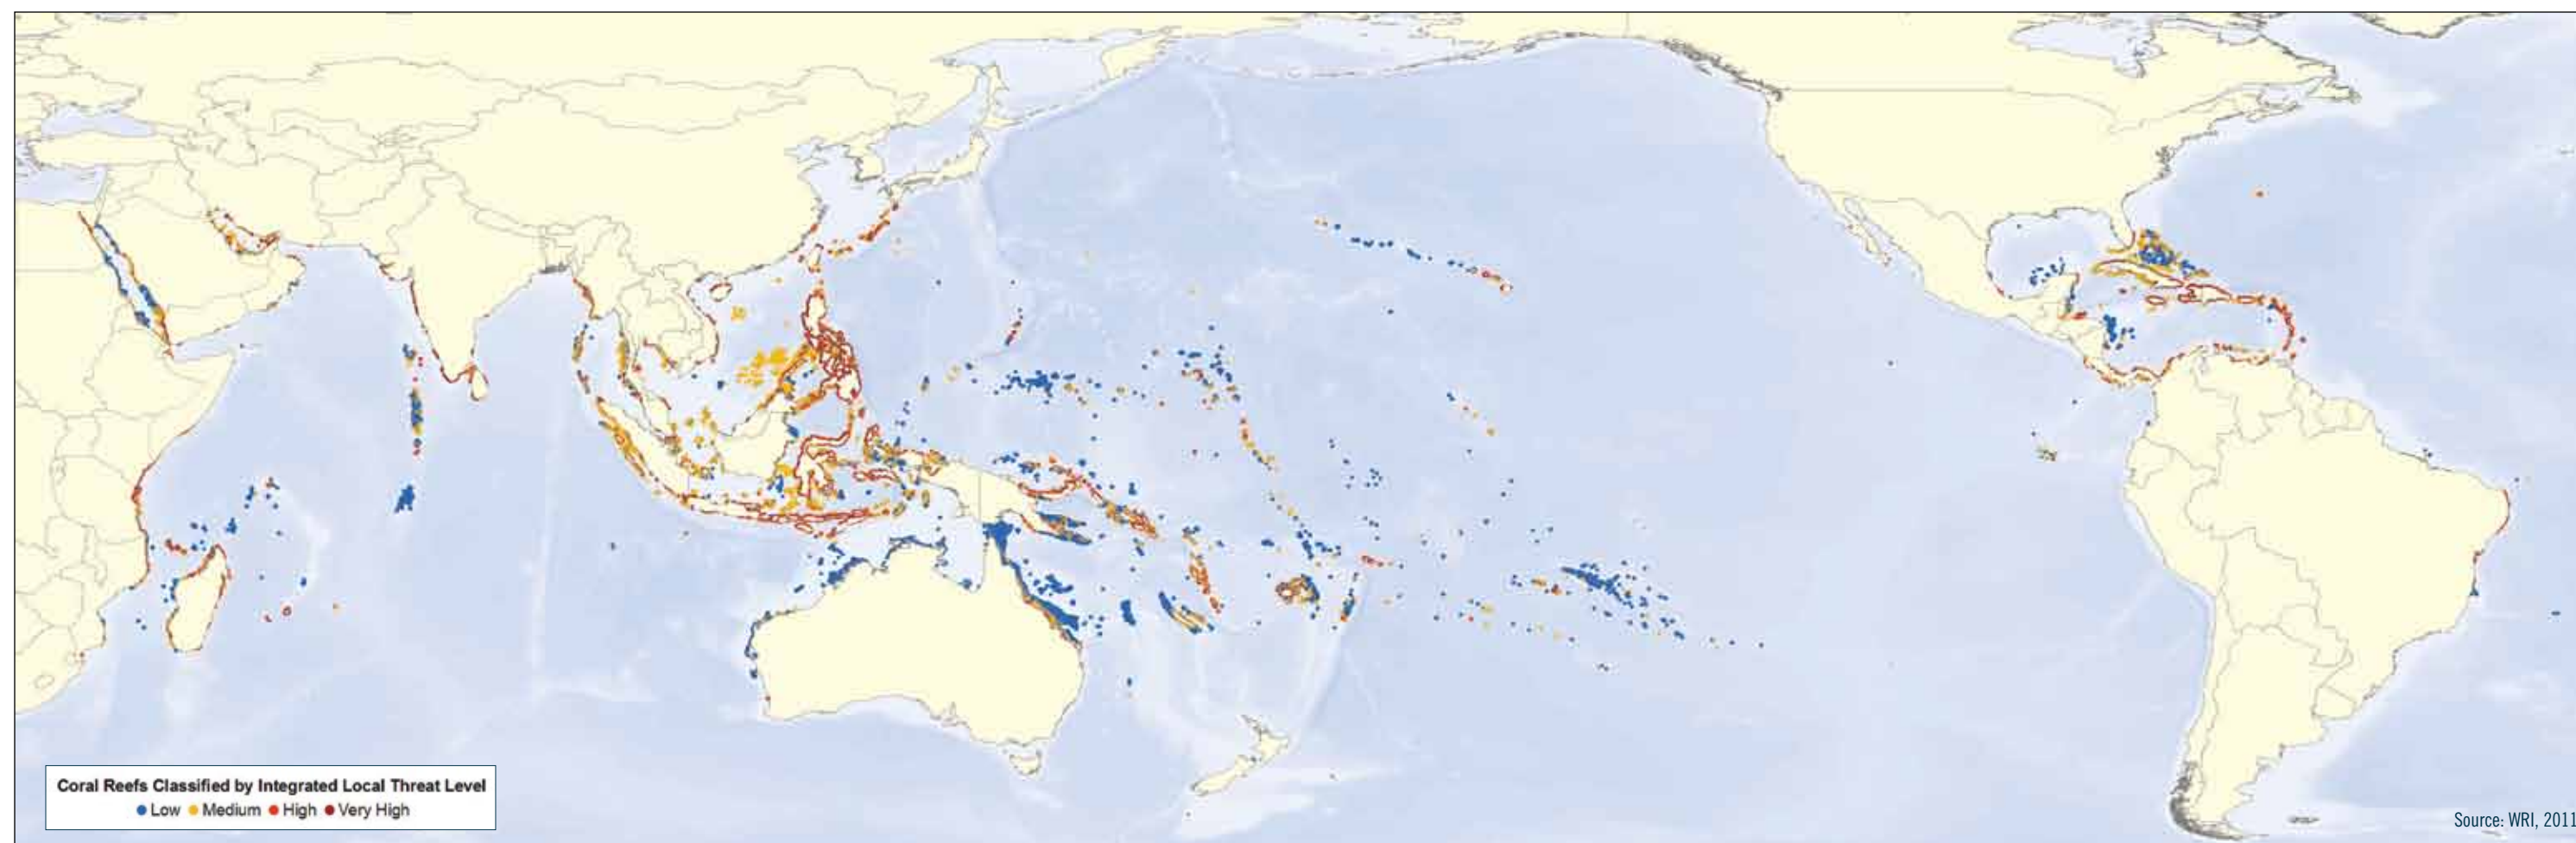 Coral Reefs Classified by Integrated Local Threat Level
Low Medium High Very High
Source: WRI, 2011